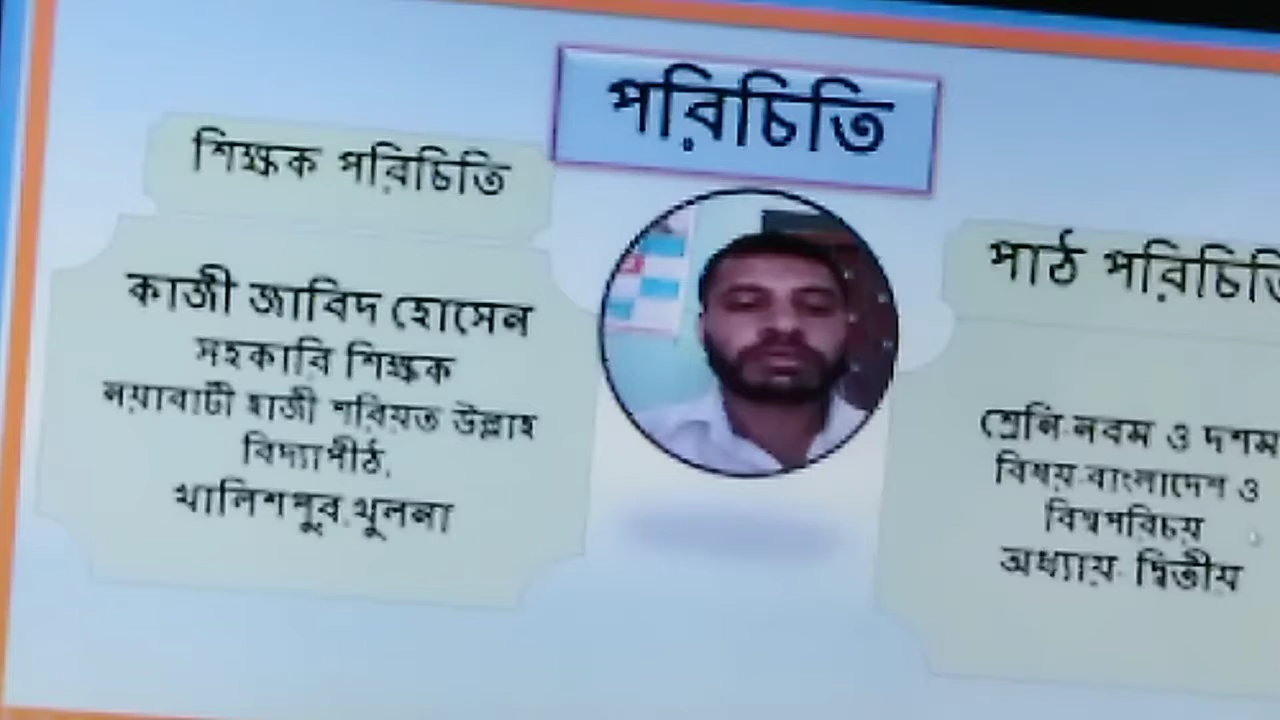 পরিচিতি
শিক্ষক পরিচিতি
কাজী জাবিদ হোসেন
সহকারি শিক্ষক
নয়াবাটী হাজী শরিয়ত উল্লাহ
বিদ্যাপীঠ,
খালিশপুর,খুলনা
পাঠ পরিচিতি
শ্রেনি-নবম ও দশম
বিষয়-বাংলাদেশ ও
বিশ্বপরিচয়
অধ্যায়- দ্বিতীয়